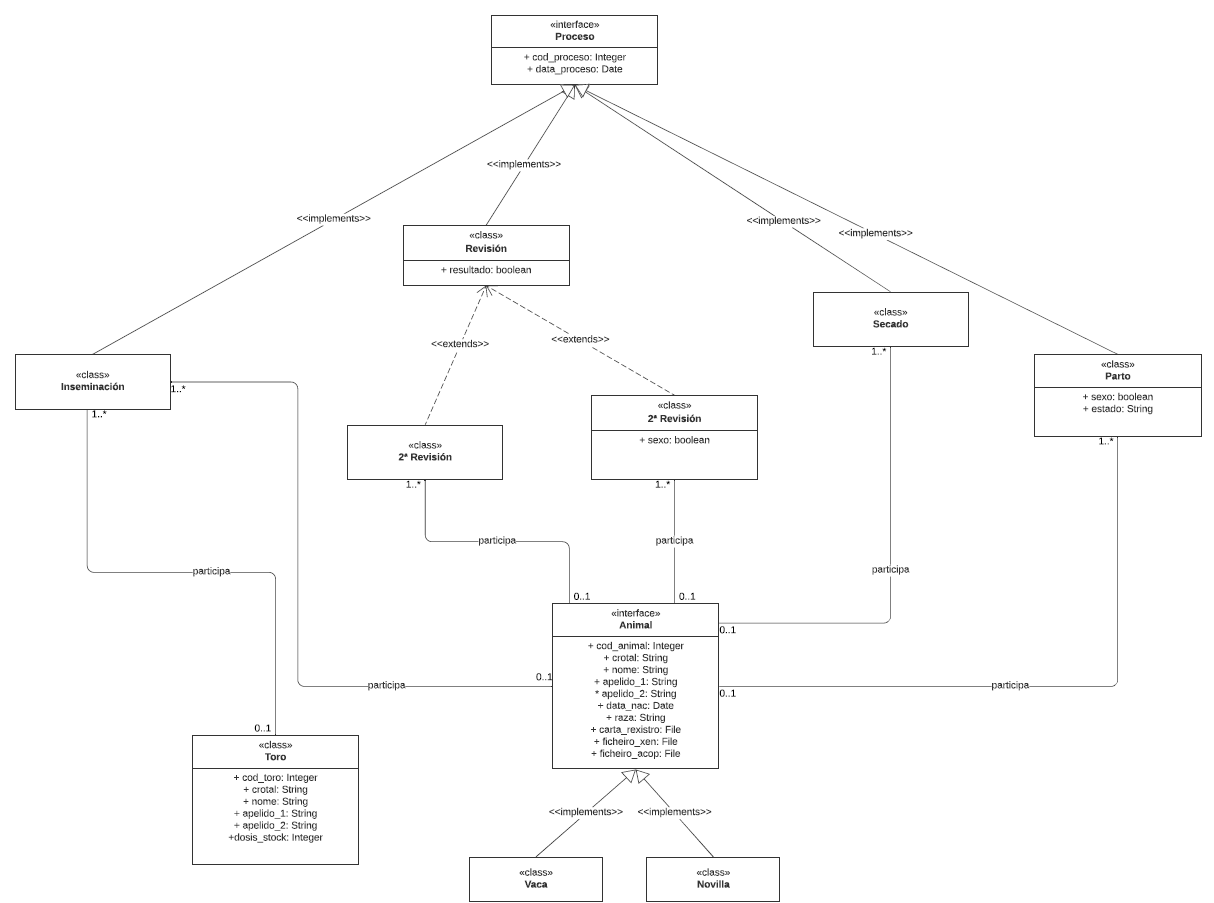 «interface»
Proceso
+ cod_proceso: Integer
+ data_proceso: Date
<<implements>>
<<implements>>
<<implements>>
<<implements>>
«class»
Revisión
+ resultado: boolean
«class»
Secado
1..*
«class»
Inseminación
1..*
1..*
<<extends>>
<<extends>>
«class»
Parto
+ sexo: boolean
+ estado: String
1..*
«class»
2ª Revisión
1..*
«class»
2ª Revisión
+ sexo: boolean
1..*
participa
participa
participa
participa
0..1
0..1
«interface»
Animal
+ cod_animal: Integer
+ crotal: String
+ nome: String
+ apelido_1: String
* apelido_2: String
+ data_nac: Date
+ raza: String
+ carta_rexistro: File
+ ficheiro_xen: File
+ ficheiro_acop: File
0..1
0..1
participa
0..1
participa
0..1
«class»
Toro
+ cod_toro: Integer
+ crotal: String
+ nome: String
+ apelido_1: String
+ apelido_2: String
+dosis_stock: Integer
<<implements>>
<<implements>>
«class»
Vaca
«class»
Novilla